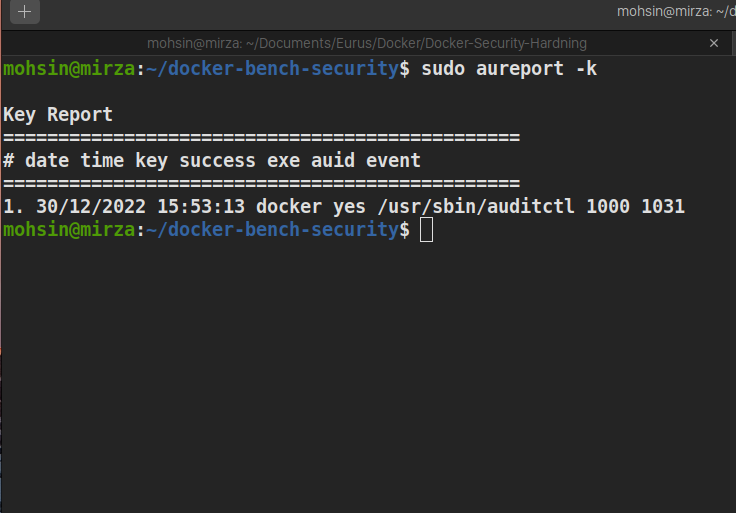 mohsin@mirza: ~/d
mohsin@mirza: ~/Documents/Eurus/Docker/Docker-Security-Hardning
mohsin@mirza:~/docker-bench-security$ sudo aureport -k
Key Report
===============================================
# date time key success exe auid event
===============================================
1. 30/12/2022 15:53:13 docker yes /usr/sbin/auditctl 1000 1031
mohsin@mirza:~/docker-bench-security$